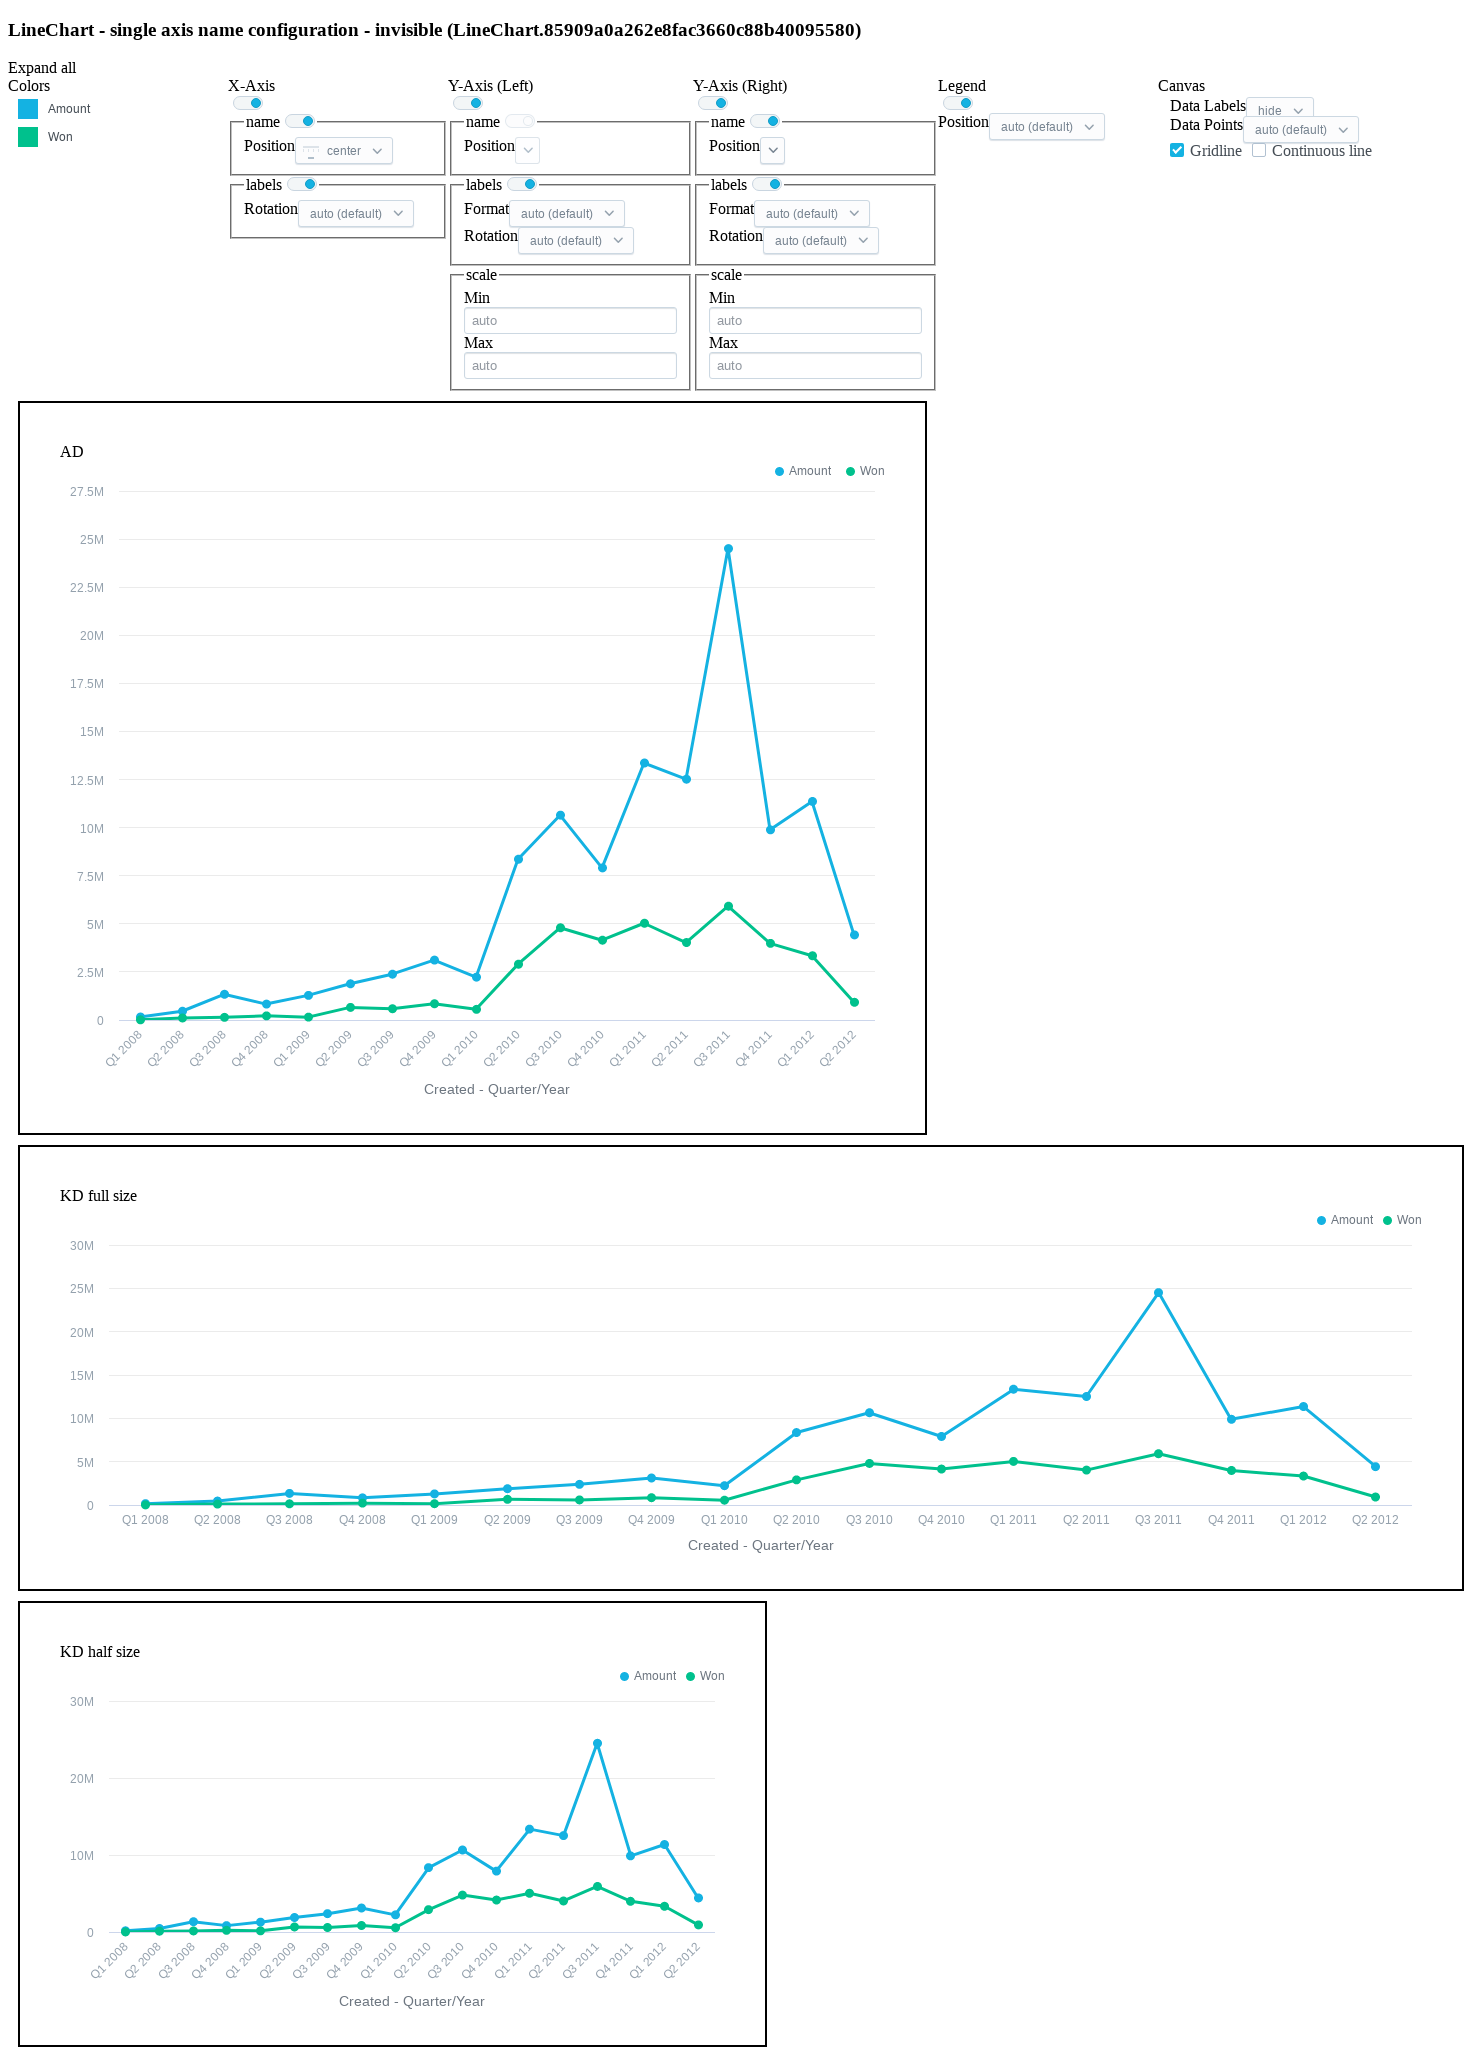 LineChart - single axis name configuration - invisible (LineChart.85909a0a262e8fac3660c88b40095580)
Expand all
Colors
Amount
Won
X-Axis
name
Position center
labels
Rotation auto (default)
Y-Axis (Left)
name
Position
labels
Format auto (default)
Rotation auto (default)
scale
Min
auto
Max
auto
Y-Axis (Right)
name
Position
labels
Format auto (default)
Rotation auto (default)
scale
Min
auto
Max
auto
Legend
Position auto (default)
Canvas
Data Labels hide
Data Points auto (default)
Gridline Continuous line
AD
Amount Won
27.5M
25M
22.5M
20M
17.5M
15M
12.5M
10M
7.5M
5M
2.5M
0
Q1 2008 Q2 2008 Q3 2008 Q4 2008 Q1 2009 Q2 2009 Q3 2009 Q4 2009 Q1 2010 Q2 2010 Q3 2010 Q4 2010 Q1 2011 Q2 2011 Q3 2011 Q4 2011 Q1 2012 Q2 2012
Created - Quarter/Year
KD full size
Amount Won
30M
25M
20M
15M
10M
5M
0
Q1 2008 Q2 2008 Q3 2008 Q4 2008 Q1 2009 Q2 2009 Q3 2009 Q4 2009 Q1 2010 Q2 2010 Q3 2010 Q4 2010 Q1 2011 Q2 2011 Q3 2011 Q4 2011 Q1 2012 Q2 2012
Created - Quarter/Year
KD half size
Amount Won
30M
20M
10M
0
Q1 2008 Q2 2008 Q3 2008 Q4 2008 Q1 2009 Q2 2009 Q3 2009 Q4 2009 Q1 2010 Q2 2010 Q3 2010 Q4 2010 Q1 2011 Q2 2011 Q3 2011 Q4 2011 Q1 2012 Q2 2012
Created - Quarter/Year